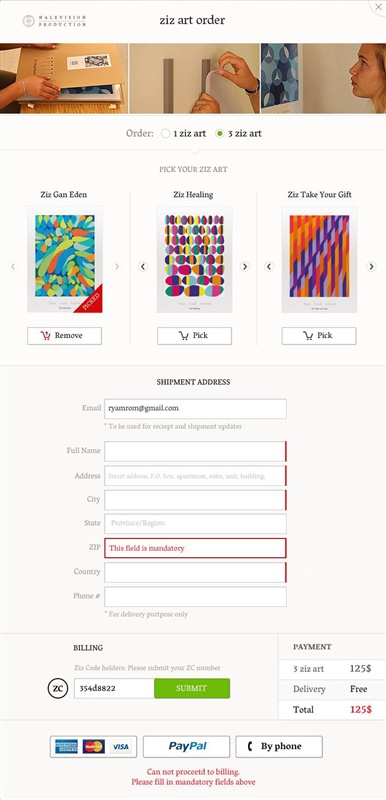 HALEVISION
PRODUCTION
ziz art order
Order: 1 ziz art 3 ziz art
PICK YOUR ZIZ ART
Ziz Gan Eden
Ziz Healing
Ziz Take Your Gift
PICKED
Remove
Pick
Pick
SHIPMENT ADDRESS
Email ryamrom@gmail.com
* To be used for reciept and shipment updates
Full Name
Address Street address, P.O. box, apartment, suite, unit, building,
City
State Province/Region
ZIP This field is mandatory
Country
Phone #
* For delivery purtpose only
BILLING
Ziz Code holders: Please submit your ZC number
ZC 354d8822 SUBMIT
PAYMENT
3 ziz art 125$
Delivery Free
Total 125$
AMERICAN EXPRESS MasterCard VISA
PayPal
By phone
Can not proceetd to billing.
Please fill in mandatory fields above